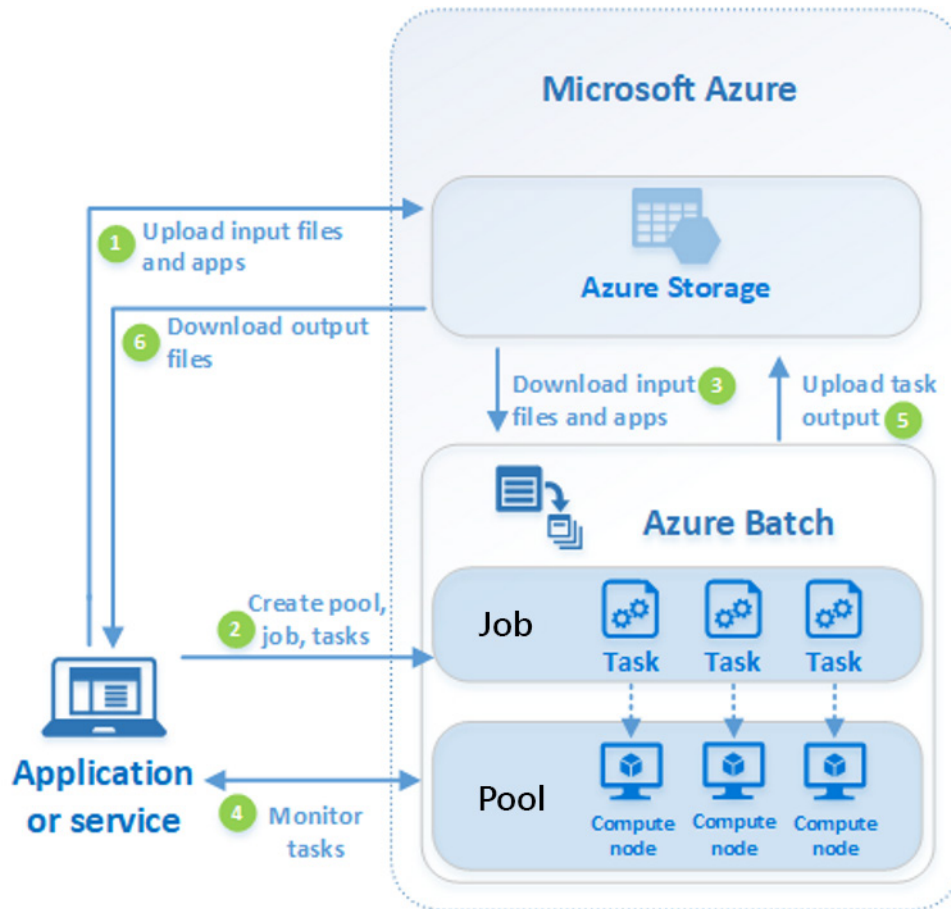 Microsoft Azure
Azure Storage
1 Upload input files
and apps
6 Download output
files
Download input 3
files and apps
Upload task
output 5
Azure Batch
2 Create pool,
job, tasks
Job
Task Task Task
Application
or service
4 Monitor
tasks
Pool
Compute Compute Compute
node node node